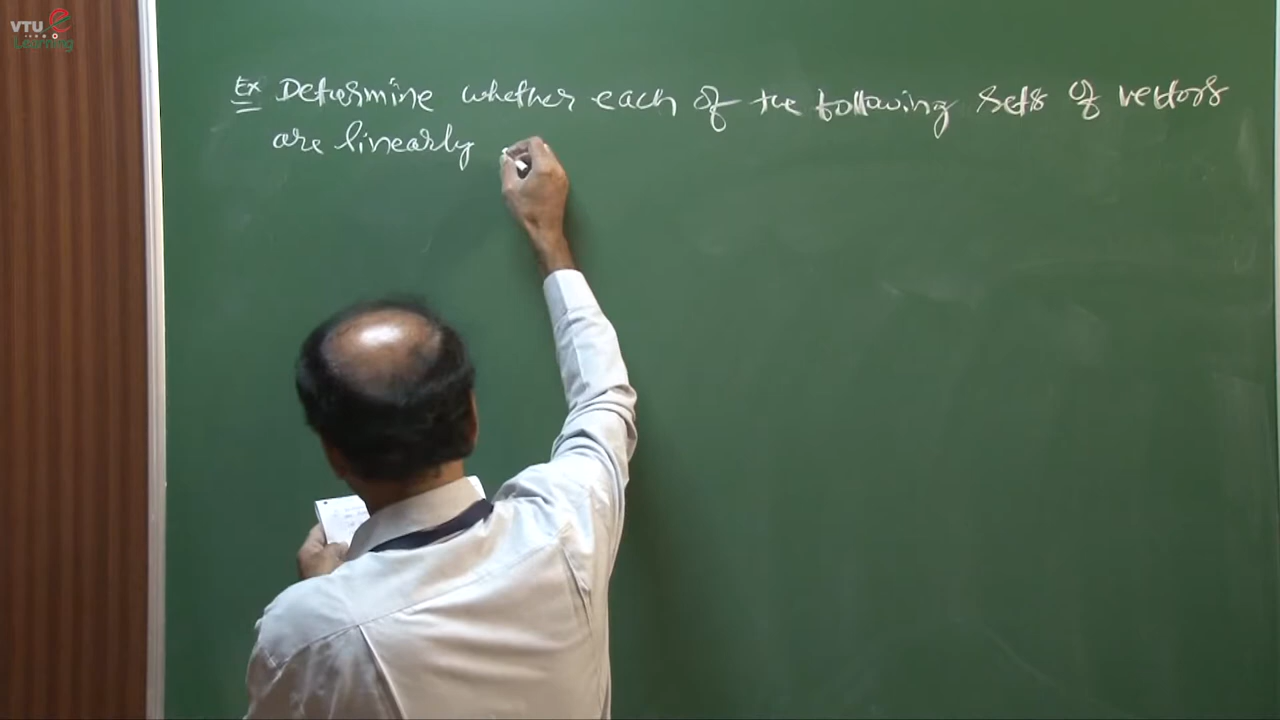 VTU e
Learning
Ex Determine whether each of the following sets of vectors
are linearly